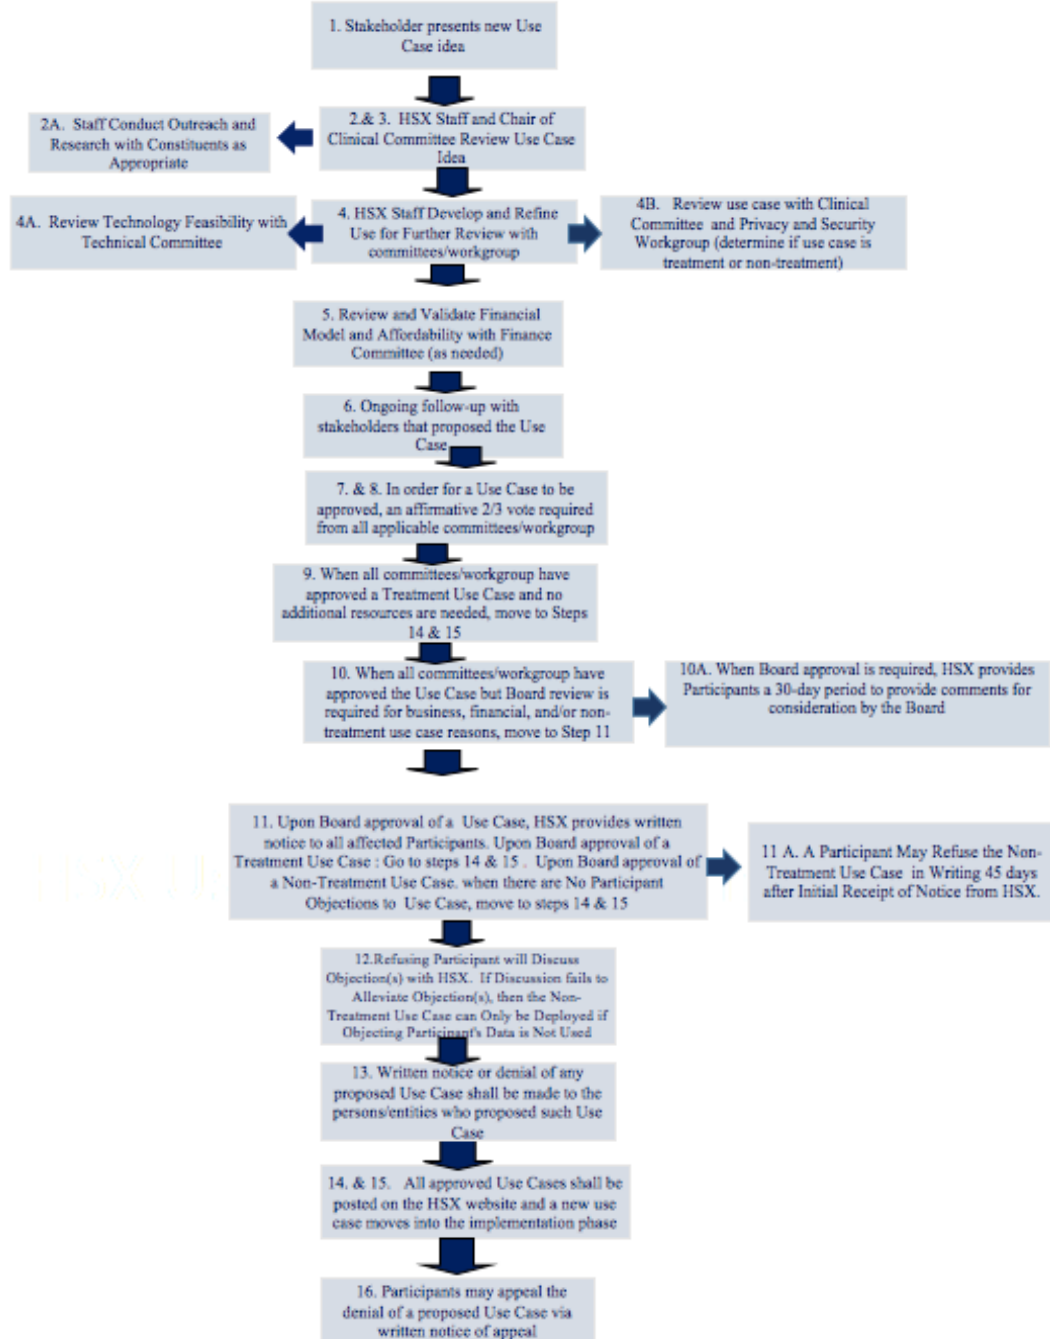 1. Stakeholder presents new Use
Case idea
2.& 3. HSX Staff and Chair of
Clinical Committee Review Use Case
Idea
2A. Staff Conduct Outreach and
Research with Constituents as
Appropriate
4. HSX Staff Develop and Refine
Use for Further Review with
committees/workgroup
4A. Review Technology Feasibility with
Technical Committee
4B. Review use case with Clinical
Committee and Privacy and Security
Workgroup (determine if use case is
treatment or non-treatment)
5. Review and Validate Financial
Model and Affordability with Finance
Committee (as needed)
6. Ongoing follow-up with
stakeholders that proposed the Use
Case
7. & 8. In order for a Use Case to be
approved, an affirmative 2/3 vote required
from all applicable committees/workgroup
9. When all committees/workgroup have
approved a Treatment Use Case and no
additional resources are needed, move to Steps
14 & 15
10. When all committees/workgroup have
approved the Use Case but Board review is
required for business, financial, and/or non-
treatment use case reasons, move to Step 11
10A. When Board approval is required, HSX provides
Participants a 30-day period to provide comments for
consideration by the Board
11. Upon Board approval of a Use Case, HSX provides written
notice to all affected Participants. Upon Board approval of a
Treatment Use Case : Go to steps 14 & 15 . Upon Board approval of
a Non-Treatment Use Case. when there are No Participant
Objections to Use Case, move to steps 14 & 15
11 A. A Participant May Refuse the Non-
Treatment Use Case in Writing 45 days
after Initial Receipt of Notice from HSX.
12.Refusing Participant will Discuss
Objection(s) with HSX. If Discussion fails to
Alleviate Objection(s), then the Non-
Treatment Use Case can Only be Deployed if
Objecting Participant's Data is Not Used
13. Written notice or denial of any
proposed Use Case shall be made to the
persons/entities who proposed such Use
Case
14. & 15. All approved Use Cases shall be
posted on the HSX website and a new use
case moves into the implementation phase
16. Participants may appeal the
denial of a proposed Use Case via
written notice of appeal